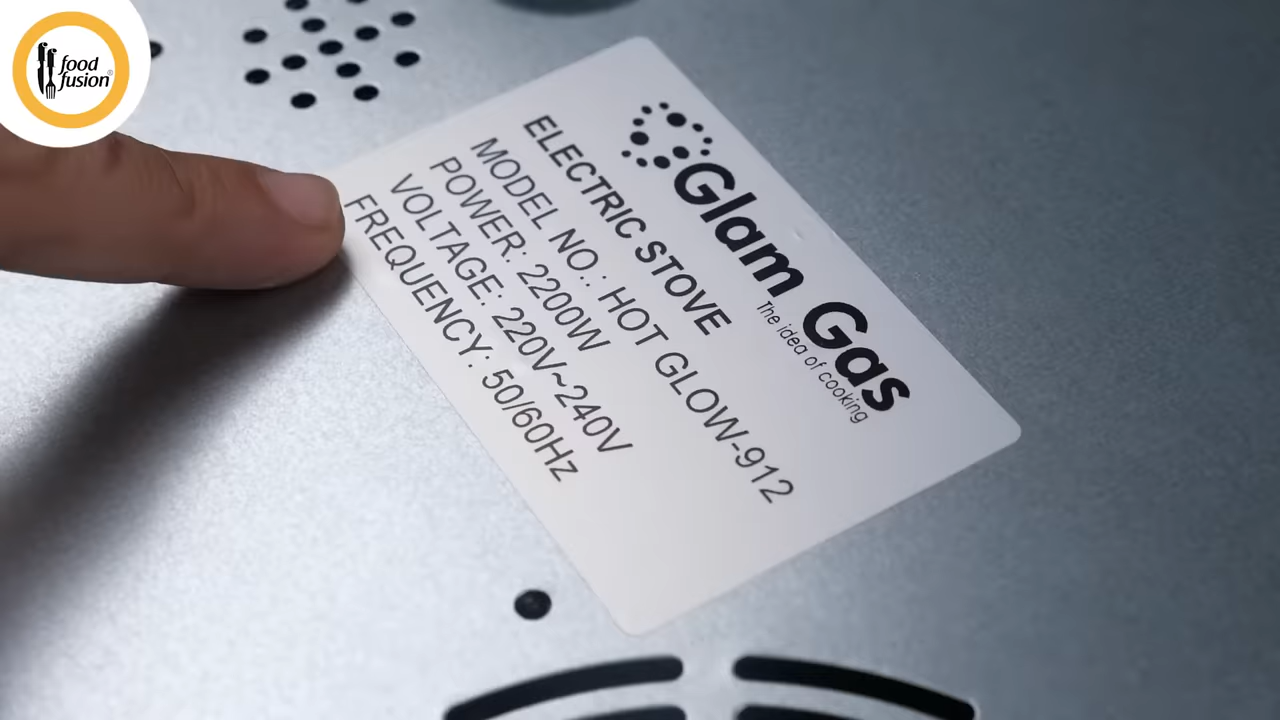 food
fusion®
Glam Gas
The idea of cooking
ELECTRIC STOVE
MODEL NO.: HOT GLOW-912
POWER: 2200W
VOLTAGE: 220V~240V
FREQUENCY: 50/60Hz